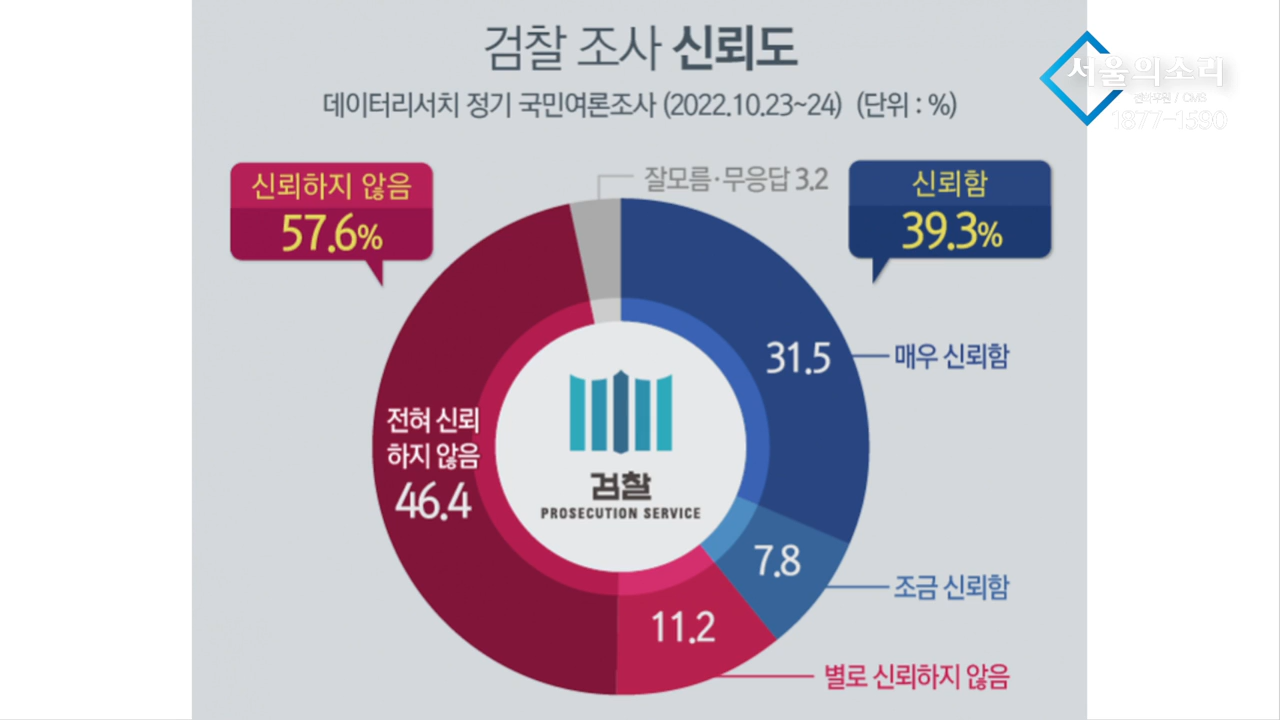 검찰 조사 신뢰도
데이터리서치 정기 국민여론조사 (2022.10.23~24) (단위 : %)
서울의소리
1877-1580
신뢰하지 않음
57.6%
잘모름·무응답 3.2
신뢰함
39.3%
31.5
매우 신뢰함
전혀 신뢰
하지 않음
46.4
검찰
PROSECUTION SERVICE
7.8
조금 신뢰함
11.2
별로 신뢰하지 않음